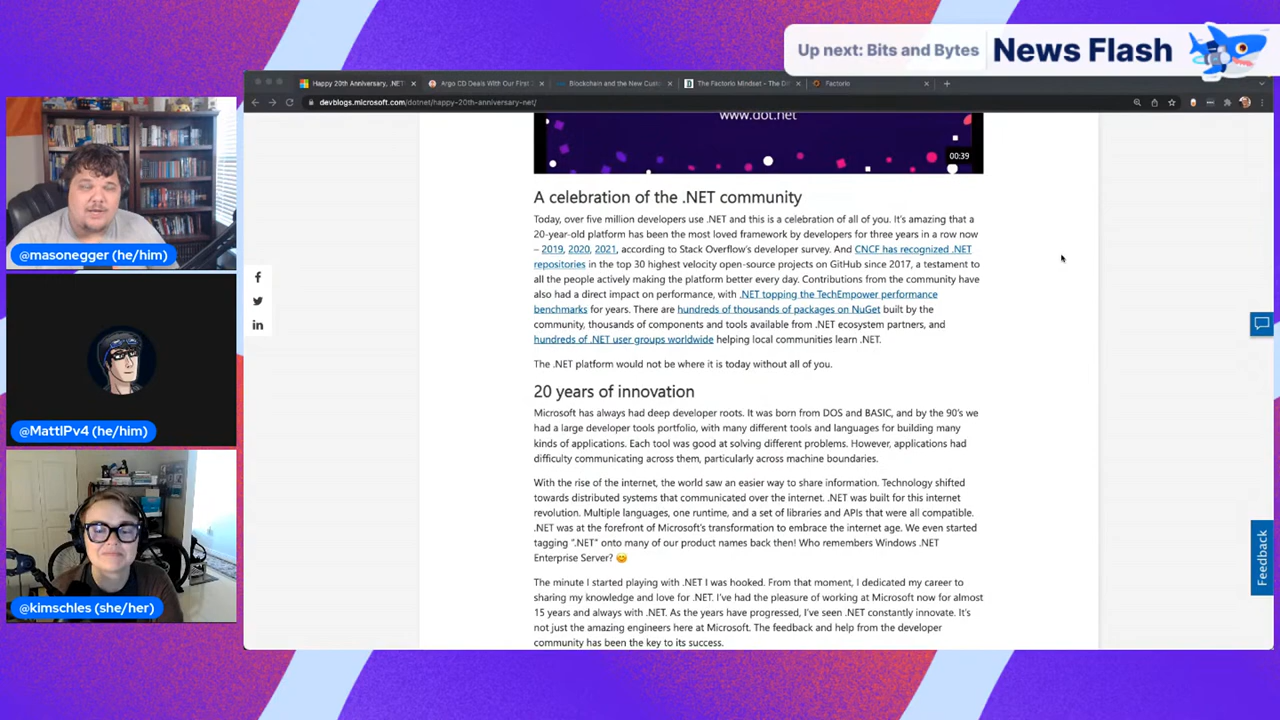 Up next: Bits and Bytes
News Flash
Happy 20th Anniversary, .NET
Argo CD Deals With Our First
Blockchain and the New Cust
The Factorio Mindset - The Di
Factorio
devblogs.microsoft.com/dotnet/happy-20th-anniversary-net/
www.dot.net
00:39
A celebration of the .NET community
Today, over five million developers use .NET and this is a celebration of all of you. It's amazing that a
20-year-old platform has been the most loved framework by developers for three years in a row now
– 2019, 2020, 2021, according to Stack Overflow's developer survey. And CNCF has recognized .NET
repositories in the top 30 highest velocity open-source projects on GitHub since 2017, a testament to
all the people actively making the platform better every day. Contributions from the community have
also had a direct impact on performance, with .NET topping the TechEmpower performance
benchmarks for years. There are hundreds of thousands of packages on NuGet built by the
community, thousands of components and tools available from .NET ecosystem partners, and
hundreds of .NET user groups worldwide helping local communities learn .NET.
The .NET platform would not be where it is today without all of you.
20 years of innovation
Microsoft has always had deep developer roots. It was born from DOS and BASIC, and by the 90's we
had a large developer tools portfolio, with many different tools and languages for building many
kinds of applications. Each tool was good at solving different problems. However, applications had
difficulty communicating across them, particularly across machine boundaries.
With the rise of the internet, the world saw an easier way to share information. Technology shifted
towards distributed systems that communicated over the internet. .NET was built for this internet
revolution. Multiple languages, one runtime, and a set of libraries and APIs that were all compatible.
.NET was at the forefront of Microsoft's transformation to embrace the internet age. We even started
tagging ".NET" onto many of our product names back then! Who remembers Windows .NET
Enterprise Server? 😊
The minute I started playing with .NET I was hooked. From that moment, I dedicated my career to
sharing my knowledge and love for .NET. I've had the pleasure of working at Microsoft now for almost
15 years and always with .NET. As the years have progressed, I've seen .NET constantly innovate. It's
not just the amazing engineers here at Microsoft. The feedback and help from the developer
community has been the key to its success.
Feedback
@masonegger (he/him)
@MattIPv4 (he/him)
@kimschles (she/her)